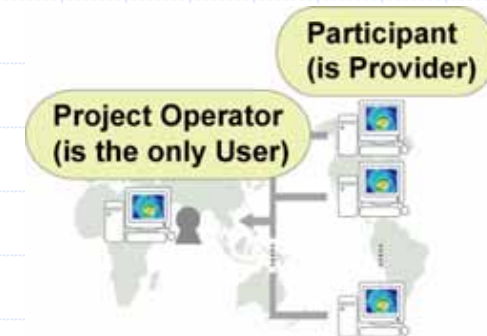 Participant
(is Provider)
Project Operator
(is the only User)